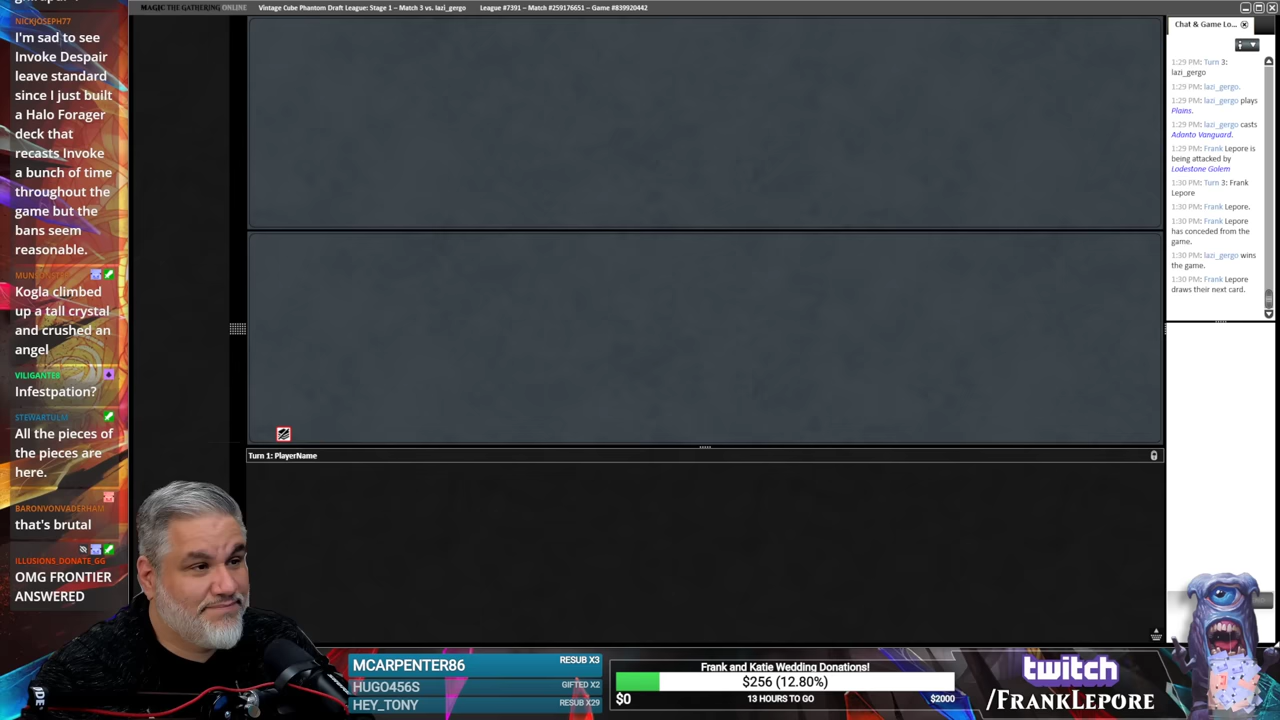 NICKJOSEPH77
I'm sad to see
Invoke Despair
leave standard
since I just built
a Halo Forager
deck that
recasts Invoke
a bunch of time
throughout the
game but the
bans seem
reasonable.
Kogla climbed
up a tall crystal
and crushed an
angel
VILIGANTE8
Infestpation?
STEWARTULM
All the pieces of
the pieces are
here.
BARONVONVADERHAM
that's brutal
ILLUSIONS_DONATE_GG
OMG FRONTIER
ANSWERED
MAGIC THE GATHERING ONLINE
Vintage Cube Phantom Draft League: Stage 1 – Match 3 vs. lazi_gergo
League #7391 – Match #259176651 – Game #839920442
Turn 1: PlayerName
Chat & Game Lo...
1:29 PM: Turn 3:
lazi_gergo
1:29 PM: lazi_gergo.
1:29 PM: lazi_gergo plays
Plains.
1:29 PM: lazi_gergo casts
Adanto Vanguard.
1:29 PM: Frank Lepore is
being attacked by
Lodestone Golem
1:30 PM: Turn 3: Frank
Lepore
1:30 PM: Frank Lepore.
1:30 PM: Frank Lepore
has conceded from the
game.
1:30 PM: lazi_gergo wins
the game.
1:30 PM: Frank Lepore
draws their next card.
MCARPENTER86 RESUB X3
HUGO456S GIFTED X2
HEY_TONY RESUB X29
Frank and Katie Wedding Donations!
$256 (12.80%)
$0 13 HOURS TO GO $2000
twitch
/FRANKLEPORE